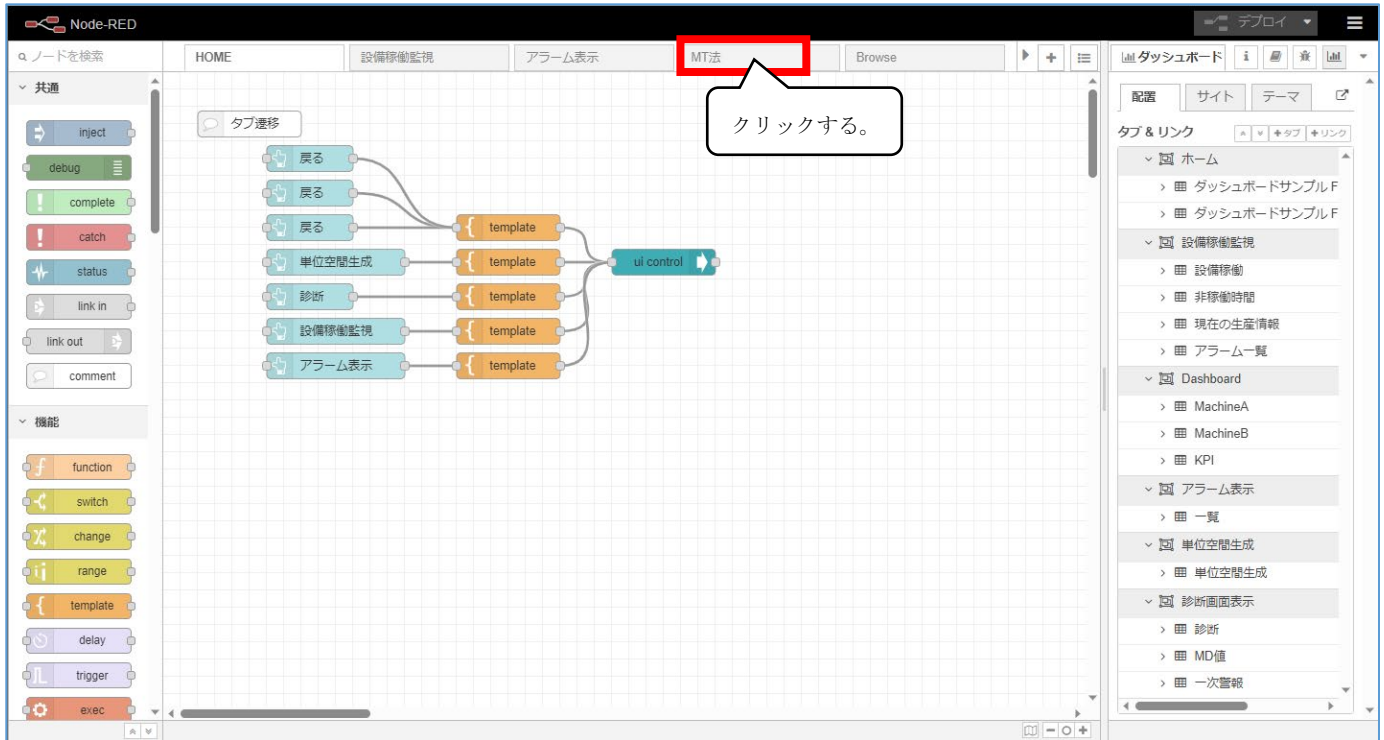 Node-RED
デプロイ
ノードを検索
HOME
設備稼働監視
アラーム表示
MT法
Browse
ダッシュボード
i
クリックする。
共通
inject
debug
complete
catch
status
link in
link out
comment
機能
function
switch
change
range
template
delay
trigger
exec
タブ遷移
戻る
戻る
戻る
単位空間生成
診断
設備稼働監視
アラーム表示
template
template
template
template
template
ui control
配置
サイト
テーマ
タブ & リンク
+タブ
+リンク
ホーム
ダッシュボードサンプル F
ダッシュボードサンプル F
設備稼働監視
設備稼働
非稼働時間
現在の生産情報
アラーム一覧
Dashboard
MachineA
MachineB
KPI
アラーム表示
一覧
単位空間生成
単位空間生成
診断画面表示
診断
MD値
一次警報